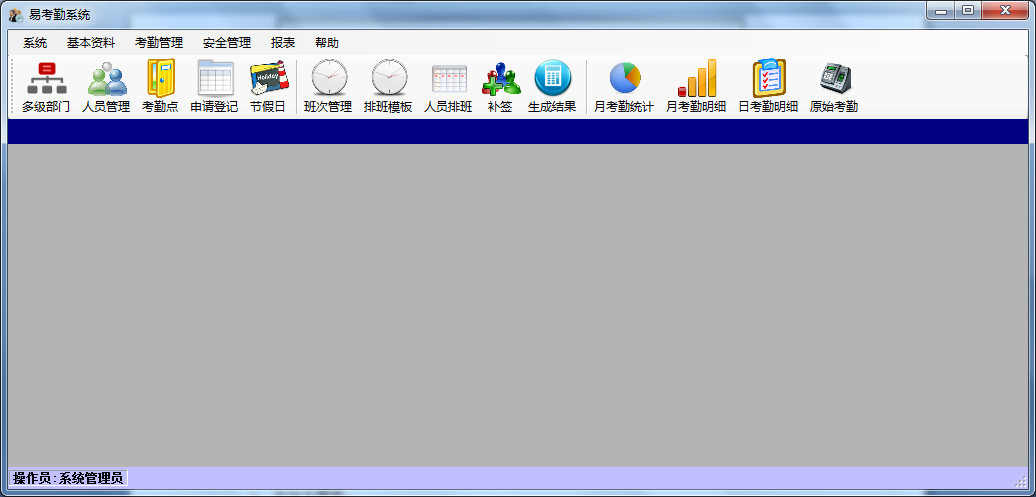 易考勤系统
系统 基本资料 考勤管理 安全管理 报表 帮助
Holiday
多级部门 人员管理 考勤点 申请登记 节假日 班次管理 排班模板 人员排班 补签 生成结果 月考勤统计 月考勤明细 日考勤明细 原始考勤
操作员:系统管理员